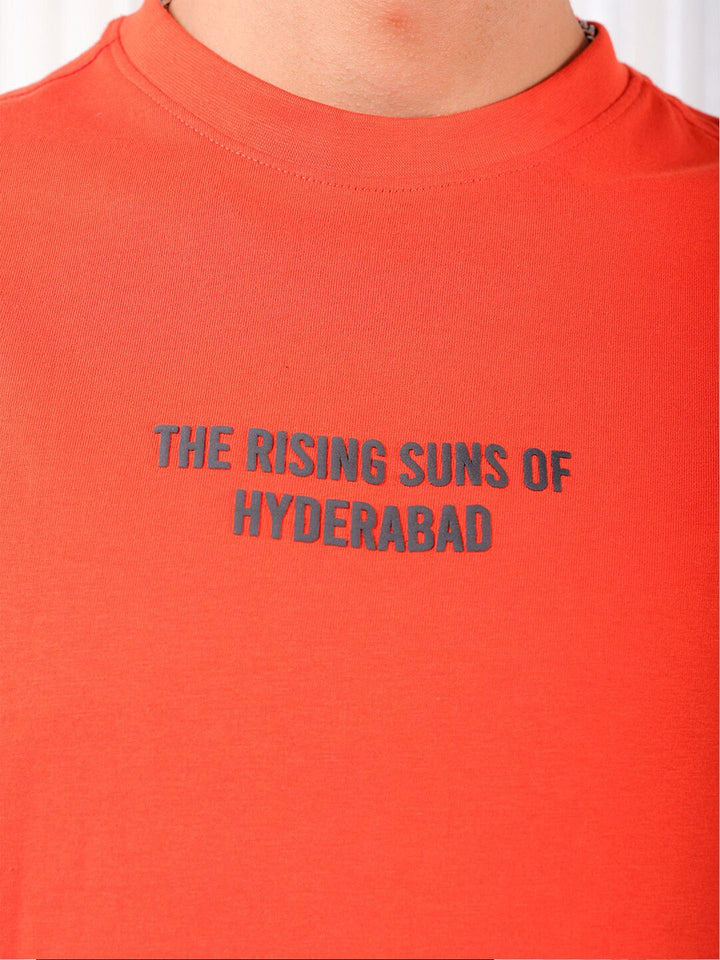 THE RISING SUNS OF
HYDERABAD